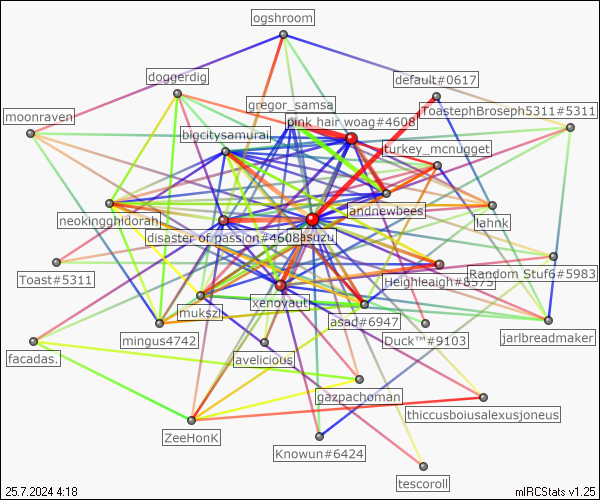 ogshroom
doggerdig
default#0617
gregor_samsa
ToastephBroseph5311#5311
moonraven
pink hair woag#4608
bigcitysamuraj
turkey_mcnugget
andnewbees
neokingghidorah
lahnk
disaster of passion#4608
asuzu
Toast#5311
Heighleaigh#8575
Random Stuf6#5983
xenoyaut
mukszi
asad#6947
mingus4742
Duck™#9103
jarlbreadmaker
facadas.
avelicious
gazpachoman
thiccusboiusalexusjoneus
ZeeHonK
Knowun#6424
tescoroll
25.7.2024 4:18
mIRCStats v1.25